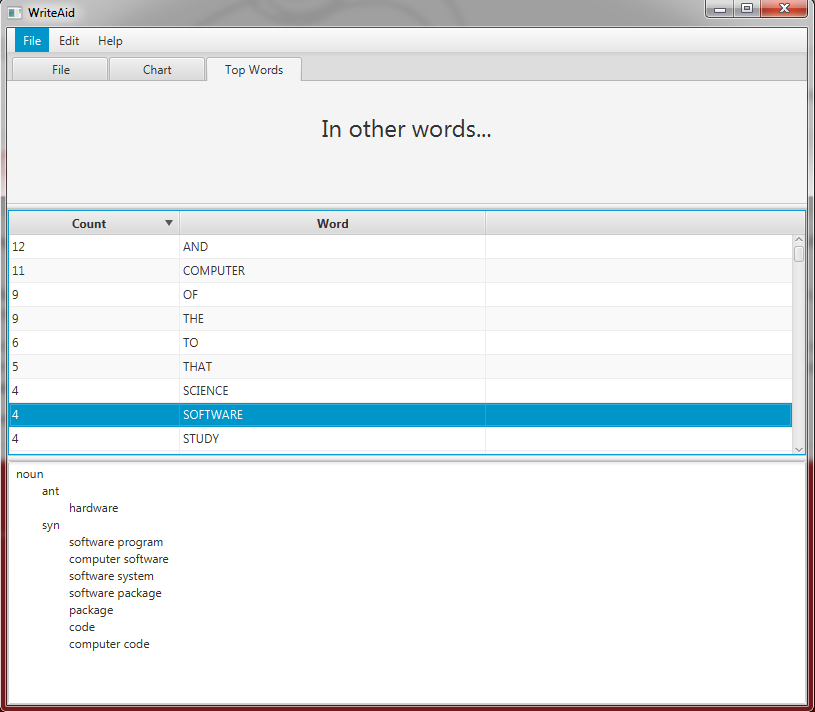 WriteAid
File Edit Help
File Chart Top Words
In other words...
Count Word
12 AND
11 COMPUTER
9 OF
9 THE
6 TO
5 THAT
4 SCIENCE
4 SOFTWARE
4 STUDY
noun
ant
hardware
syn
software program
computer software
software system
software package
package
code
computer code